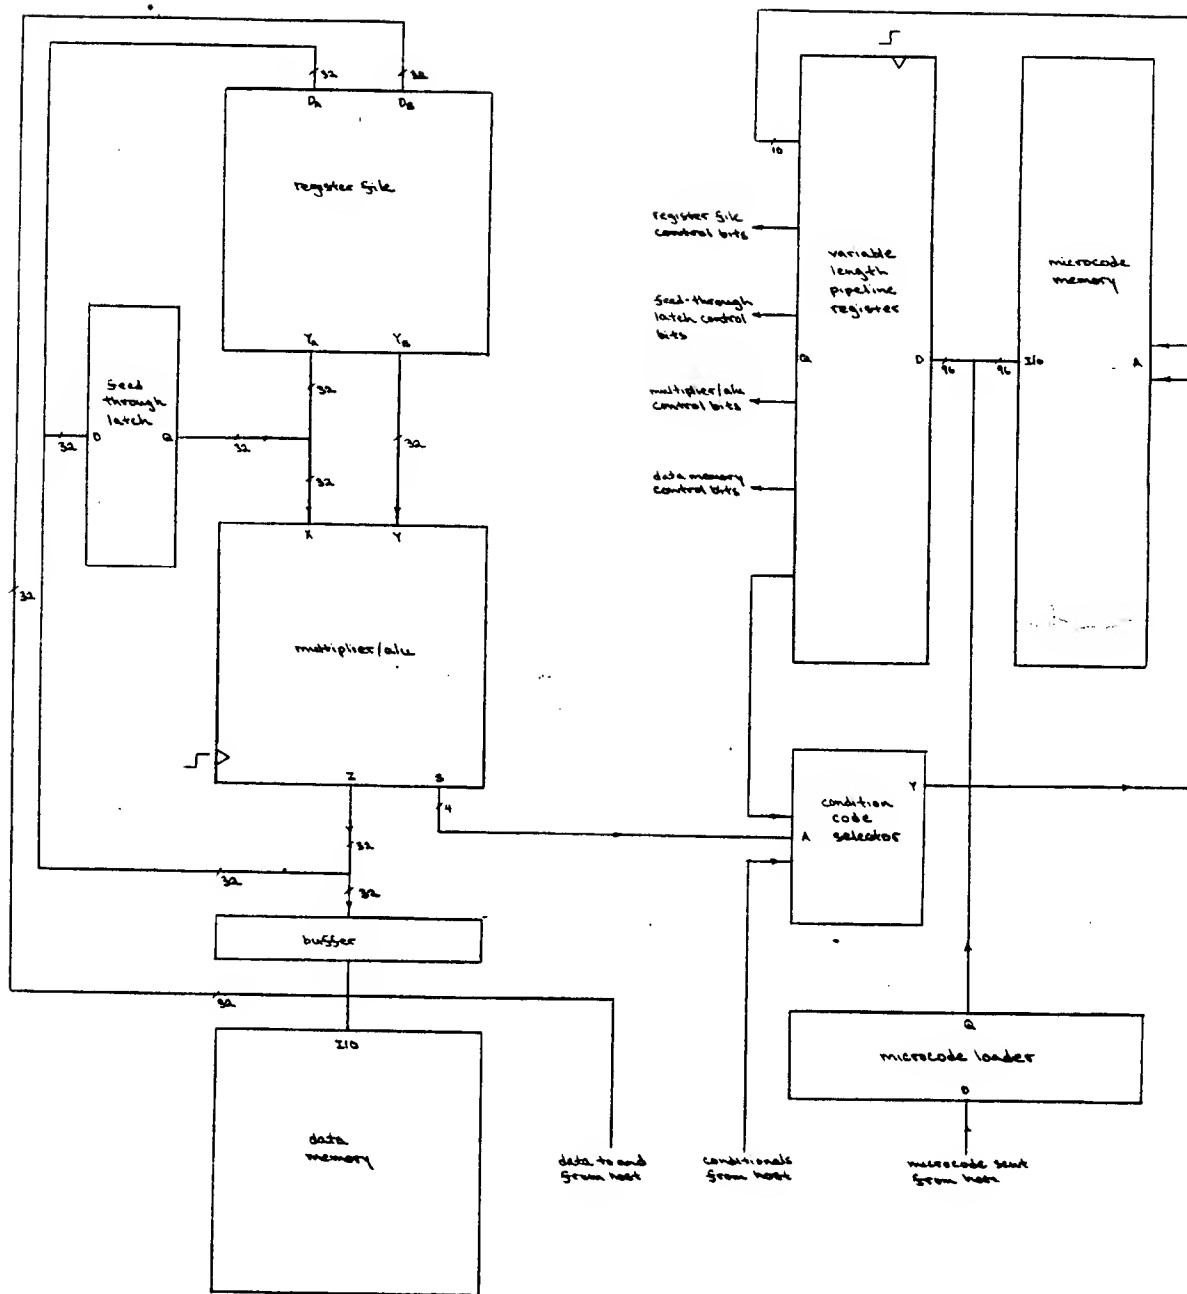 32
32
D_A
D_B
register file
Y_A
Y_B
32
feed
through
latch
32
D
Q
32
32
32
32
X
Y
multiplier/alu
Z
S
4
32
32
32
buffer
32
I/O
data
memory
data to and
from host
10
register file
control bits
feed-through
latch control
bits
multiplier/alu
control bits
data memory
control bits
variable
length
pipeline
register
Q
D
96
96
microcode
memory
I/O
A
condition
code
selector
A
Y
Q
microcode loader
D
conditionals
from host
microcode sent
from host